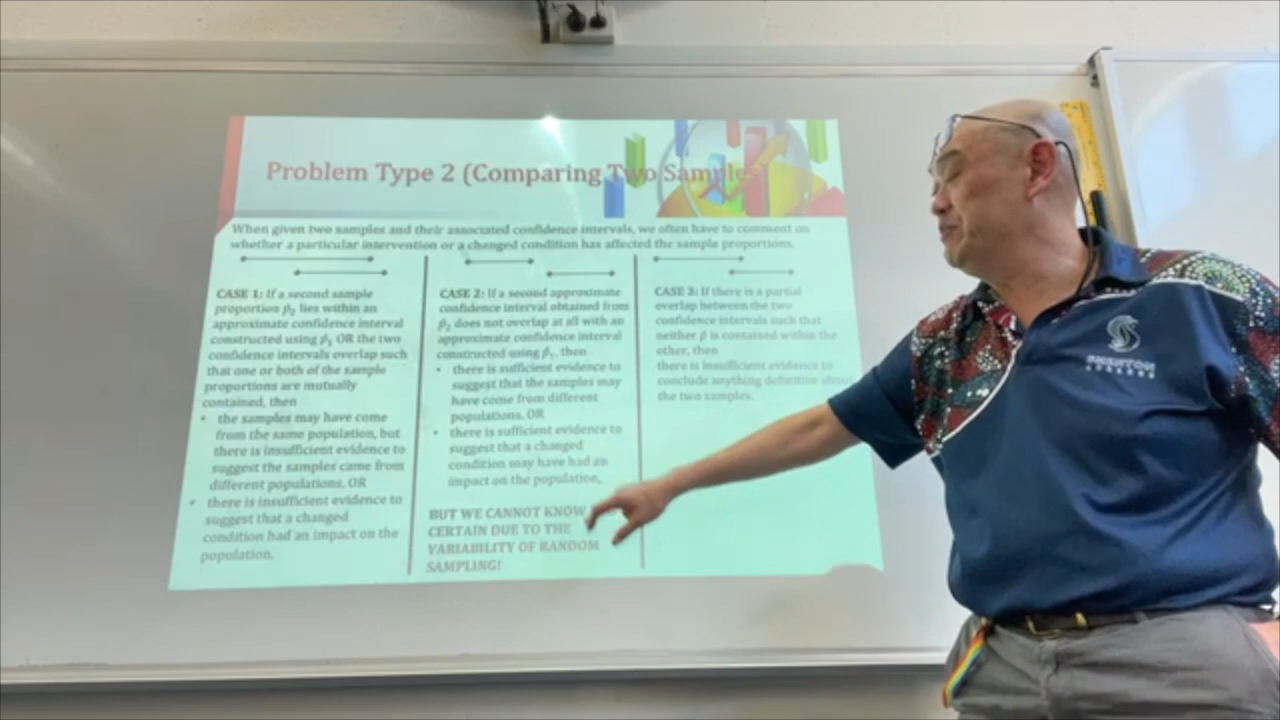 Problem Type 2 (Comparing Two Samples)
When given two samples and their associated confidence intervals, we often have to comment on
whether a particular intervention or a changed condition has affected the sample proportions.
CASE 1: If a second sample
proportion p̂₂ lies within an
approximate confidence interval
constructed using p̂₁ OR the two
confidence intervals overlap such
that one or both of the sample
proportions are mutually
contained, then
• the samples may have come
from the same population, but
there is insufficient evidence to
suggest the samples came from
different populations, OR
• there is insufficient evidence to
suggest that a changed
condition had an impact on the
population.
CASE 2: If a second approximate
confidence interval obtained from
p̂₂ does not overlap at all with an
approximate confidence interval
constructed using p̂₁, then
• there is sufficient evidence to
suggest that the samples may
have come from different
populations, OR
• there is sufficient evidence to
suggest that a changed
condition may have had an
impact on the population,
BUT WE CANNOT KNOW
CERTAIN DUE TO THE
VARIABILITY OF RANDOM
SAMPLING!
CASE 3: If there is a partial
overlap between the two
confidence intervals such that
neither p̂ is contained within the
other, then
there is insufficient evidence to
conclude anything definitive about
the two samples.
COLLEGE